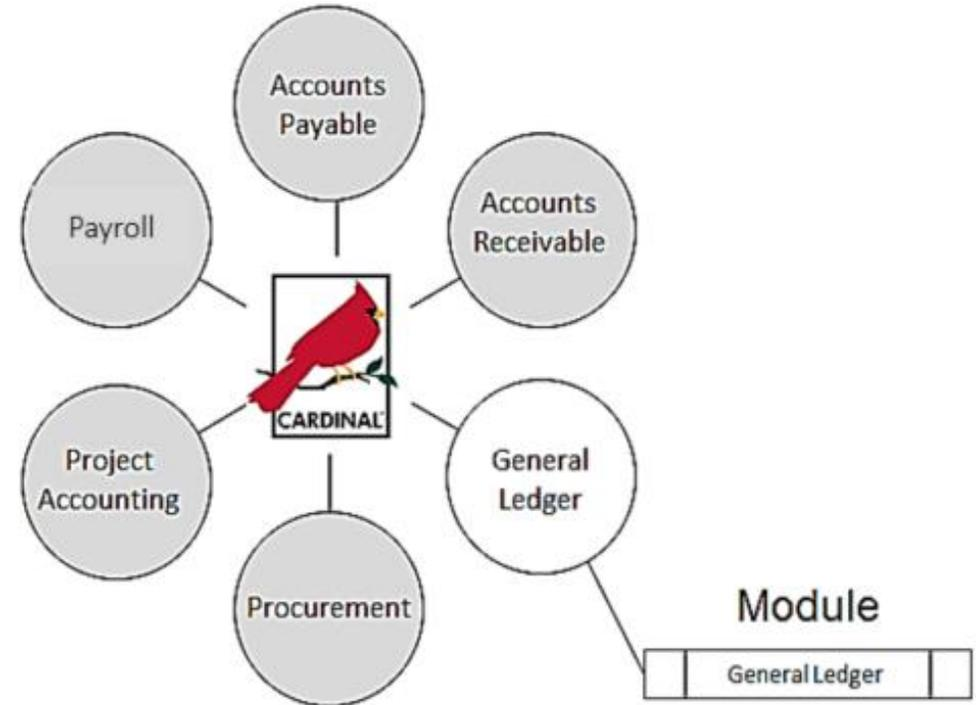 Accounts
Payable
Payroll
Accounts
Receivable
CARDINAL
Project
Accounting
General
Ledger
Procurement
Module
General Ledger